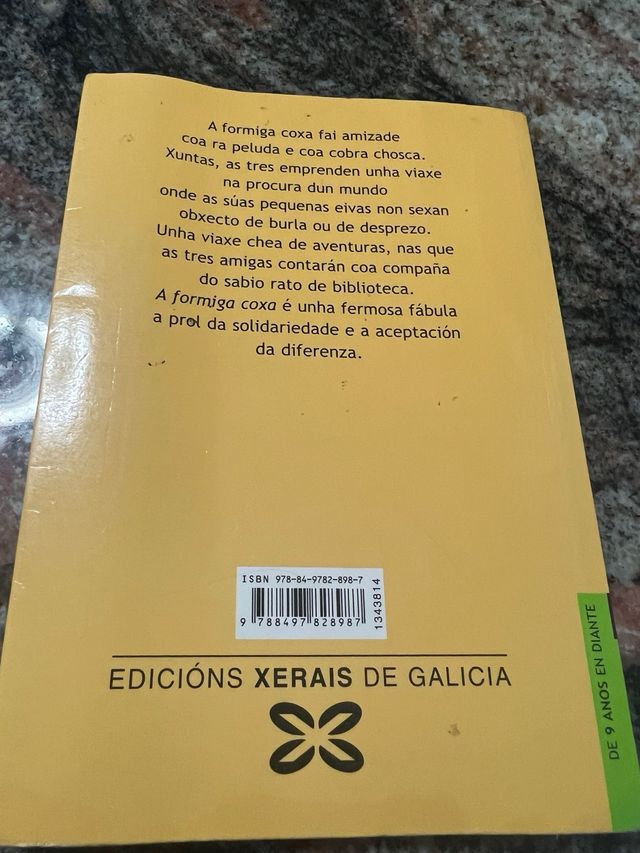 A formiga coxa fai amizade
coa ra peluda e coa cobra chosca.
Xuntas, as tres emprenden unha viaxe
na procura dun mundo
onde as súas pequenas eivas non sexan
obxecto de burla ou de desprezo.
Unha viaxe chea de aventuras, nas que
as tres amigas contarán coa compaña
do sabio rato de biblioteca.
A formiga coxa é unha fermosa fábula
a prol da solidariedade e a aceptación
da diferenza.
ISBN 978-84-9782-898-7
9 788497 828987
1343814
EDICIÓNS XERAIS DE GALICIA
DE 9 ANOS EN DIANTE